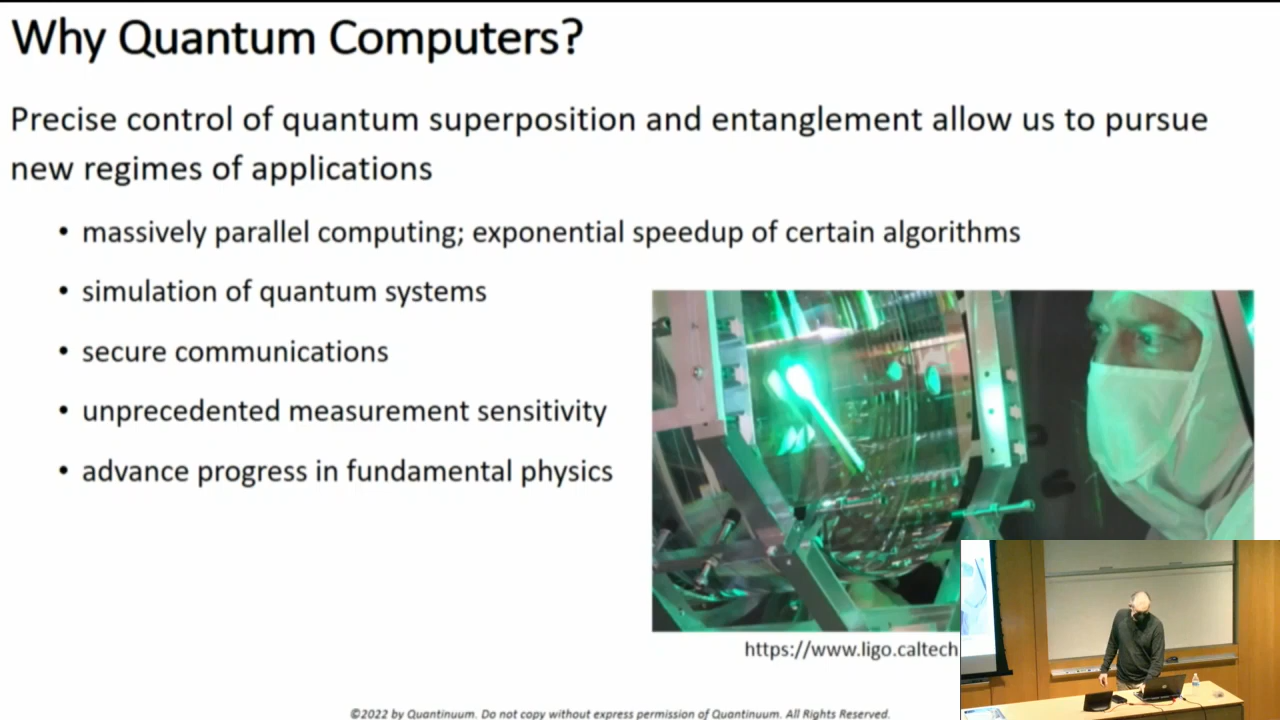 Why Quantum Computers?
Precise control of quantum superposition and entanglement allow us to pursue
new regimes of applications
• massively parallel computing; exponential speedup of certain algorithms
• simulation of quantum systems
• secure communications
• unprecedented measurement sensitivity
• advance progress in fundamental physics
https://www.ligo.caltech
©2022 by Quantinuum. Do not copy without express permission of Quantinuum. All Rights Reserved.